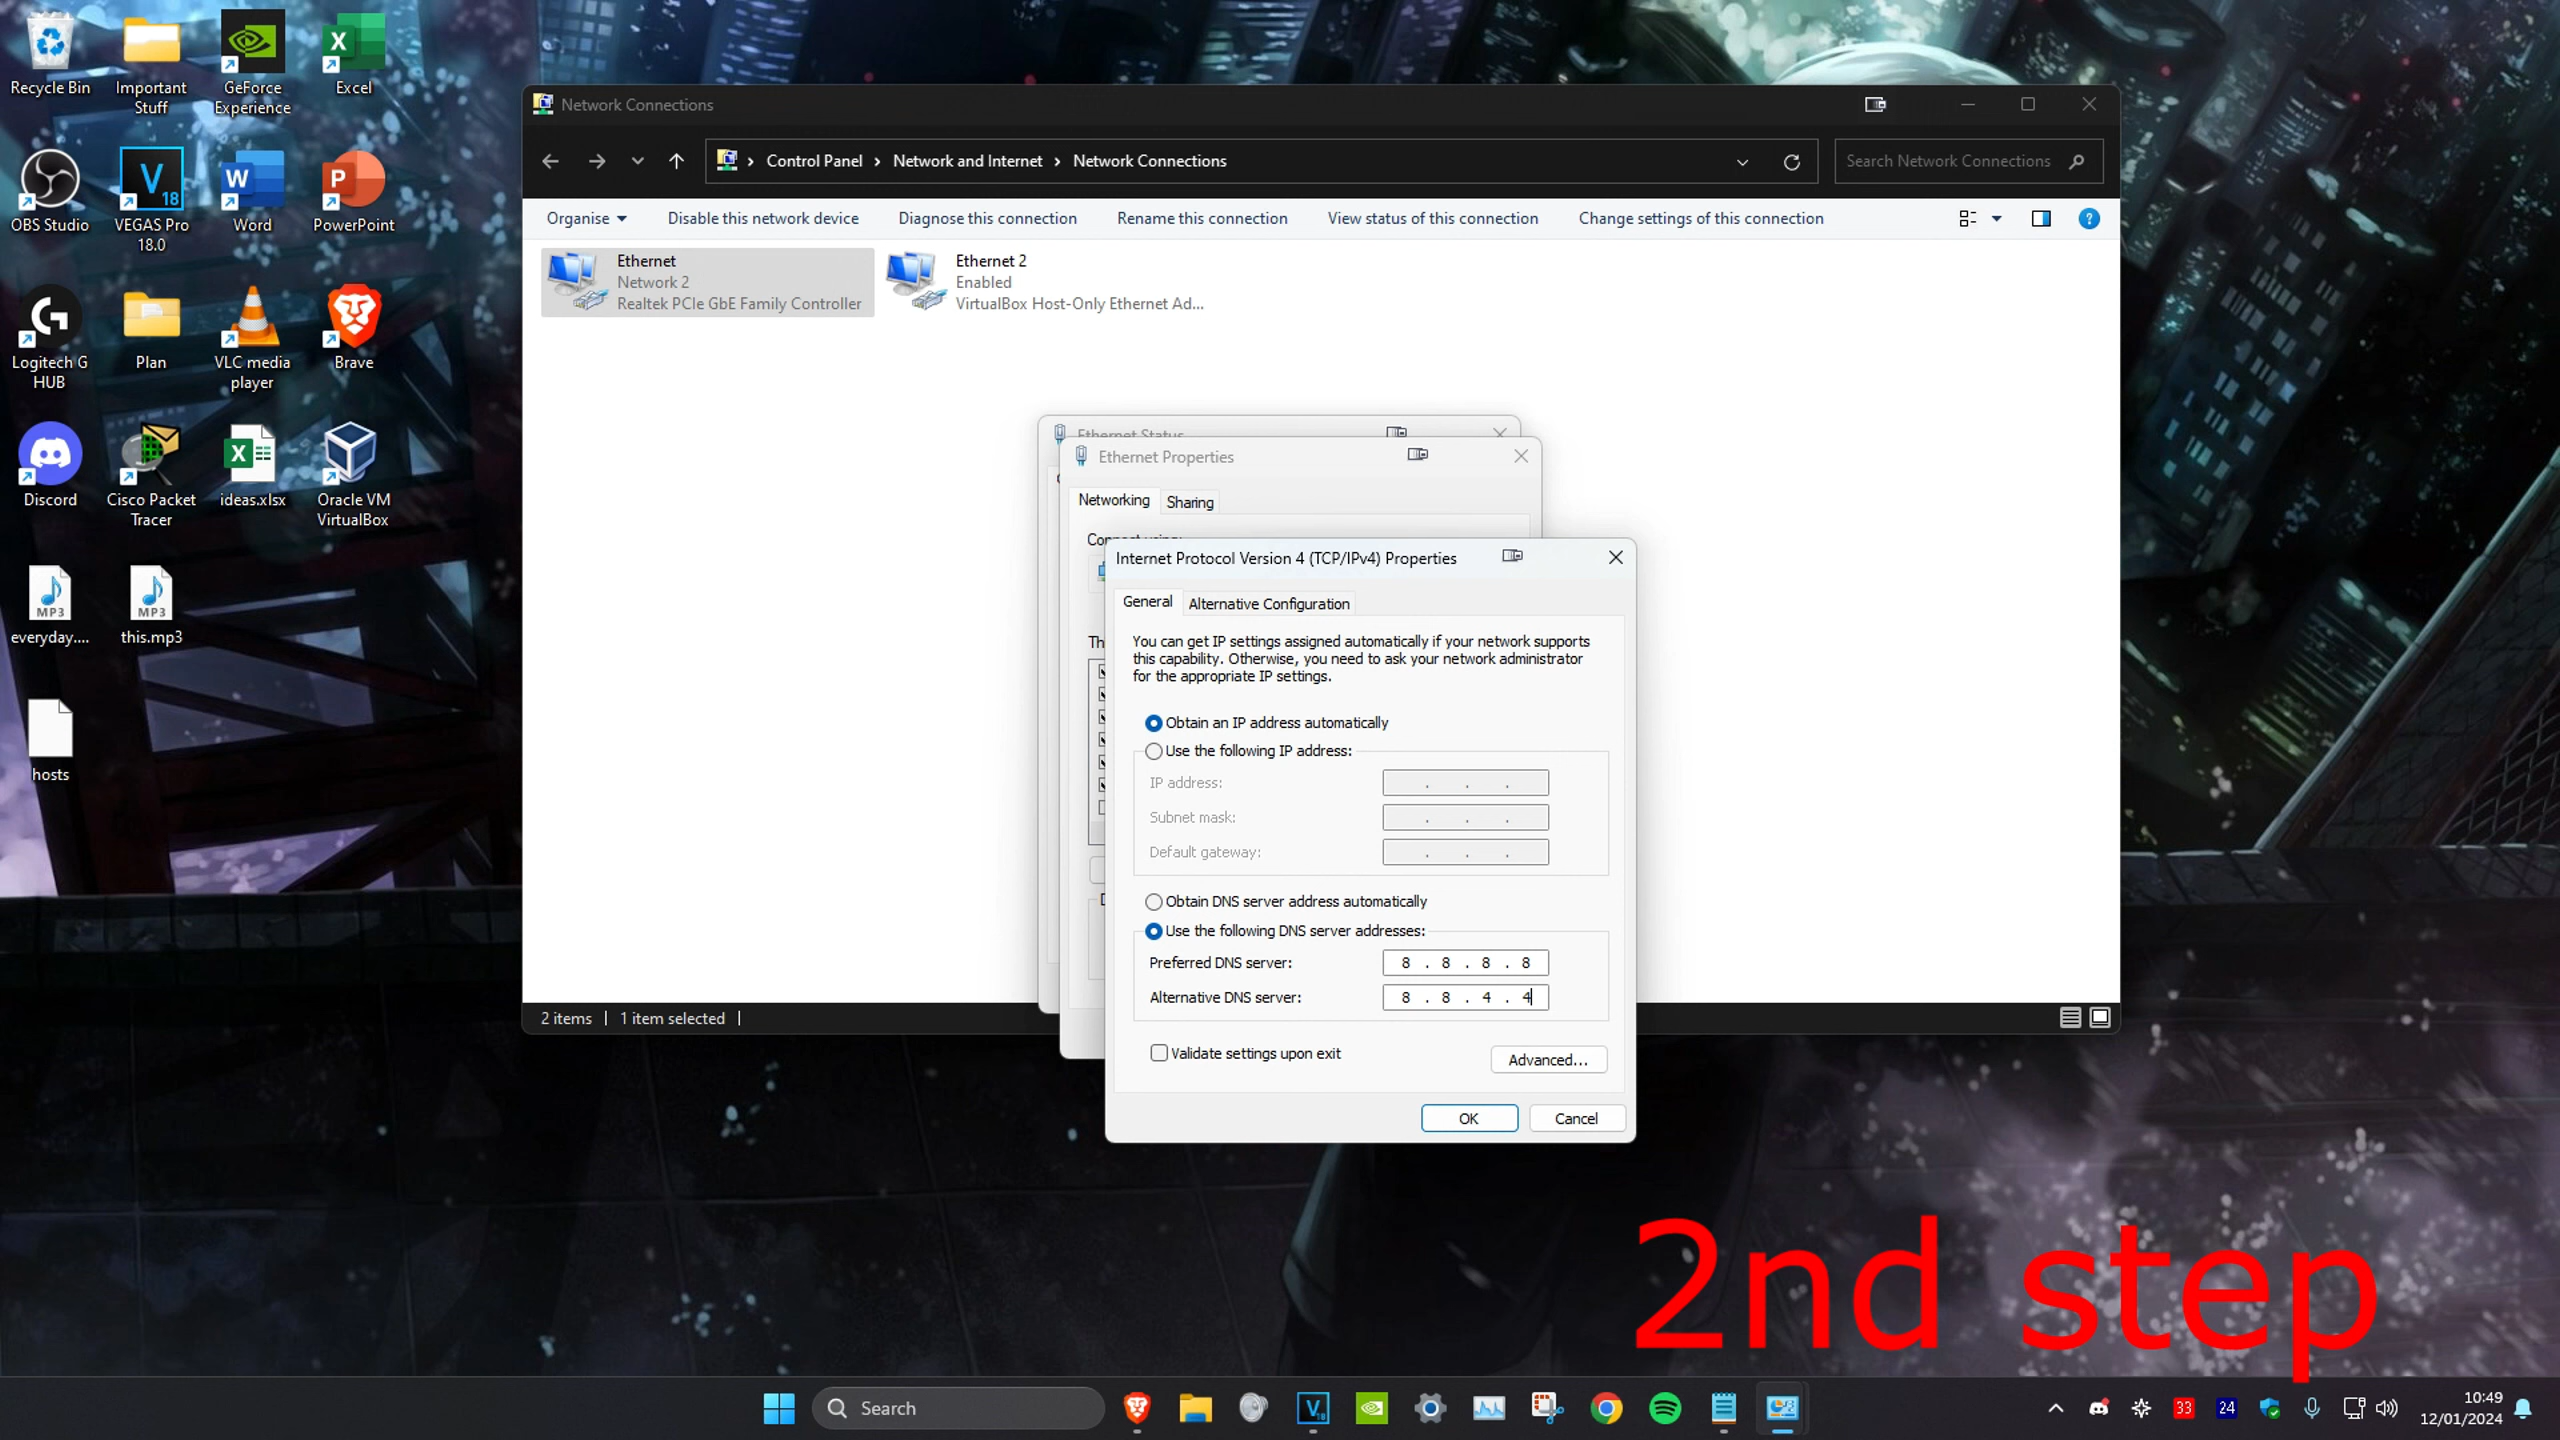 Recycle Bin
Important
Stuff
GeForce
Experience
Excel
OBS Studio
VEGAS Pro
18.0
Word
PowerPoint
Logitech G
HUB
Plan
VLC media
player
Brave
Discord
Cisco Packet
Tracer
ideas.xlsx
Oracle VM
VirtualBox
MP3
everyday....
MP3
this.mp3
hosts
Network Connections
Control Panel > Network and Internet > Network Connections
Search Network Connections
Organise
Disable this network device
Diagnose this connection
Rename this connection
View status of this connection
Change settings of this connection
Ethernet
Network 2
Realtek PCIe GbE Family Controller
Ethernet 2
Enabled
VirtualBox Host-Only Ethernet Ad...
Ethernet Status
Ethernet Properties
Networking
Sharing
Connect using:
Th
Internet Protocol Version 4 (TCP/IPv4) Properties
General
Alternative Configuration
You can get IP settings assigned automatically if your network supports
this capability. Otherwise, you need to ask your network administrator
for the appropriate IP settings.
Obtain an IP address automatically
Use the following IP address:
IP address: . . .
Subnet mask: . . .
Default gateway: . . .
Obtain DNS server address automatically
Use the following DNS server addresses:
Preferred DNS server: 8 . 8 . 8 . 8
Alternative DNS server: 8 . 8 . 4 . 4
Validate settings upon exit
Advanced...
OK
Cancel
2 items
1 item selected
2nd step
Search
33
24
10:49
12/01/2024